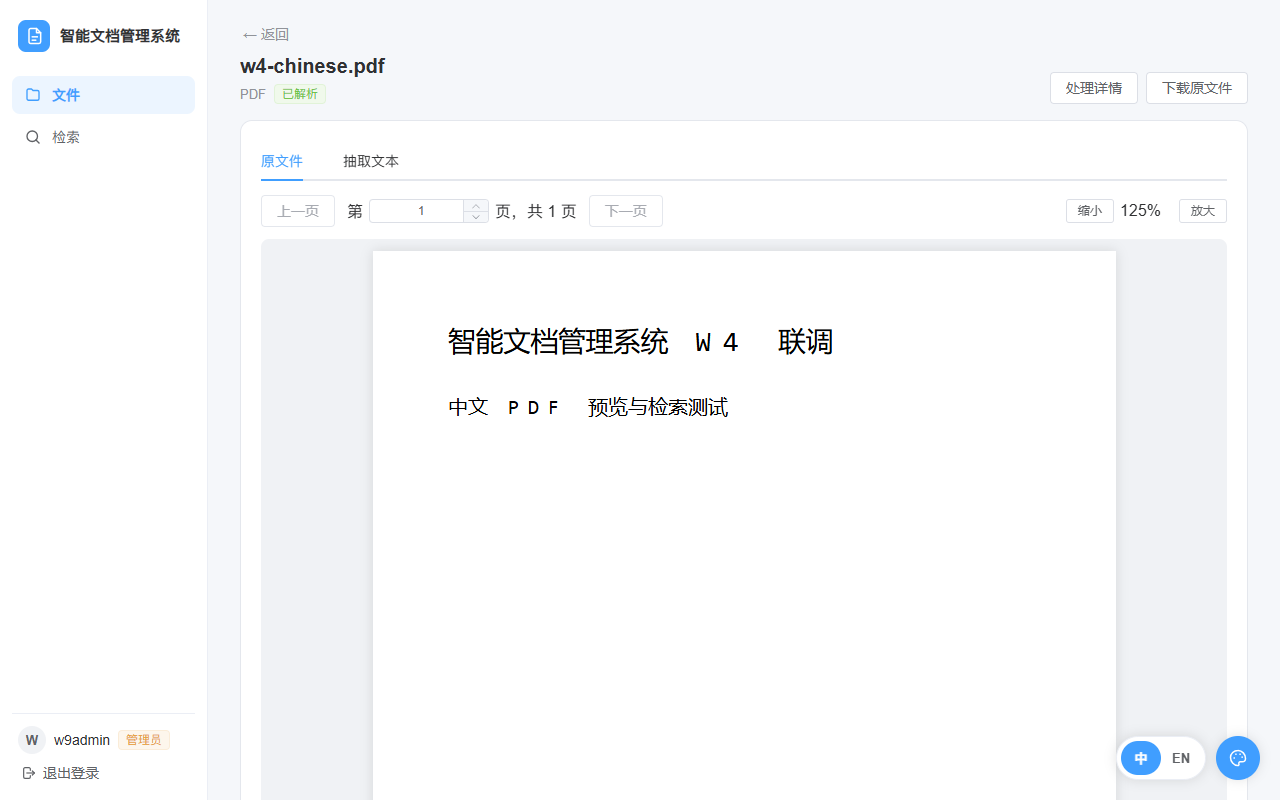 智能文档管理系统
文件
检索
← 返回
w4-chinese.pdf
PDF 已解析
处理详情 下载原文件
原文件 抽取文本
上一页 第 1 页，共 1 页 下一页 缩小 125% 放大
智能文档管理系统 W4 联调
中文 PDF 预览与检索测试
W w9admin 管理员
退出登录
中 EN